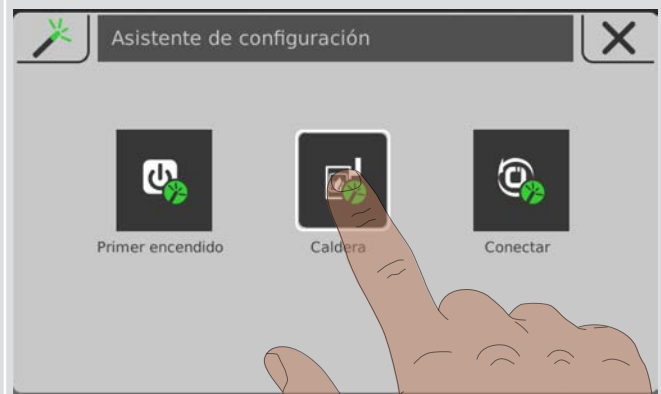 Asistente de configuración
Primer encendido
Caldera
Conectar